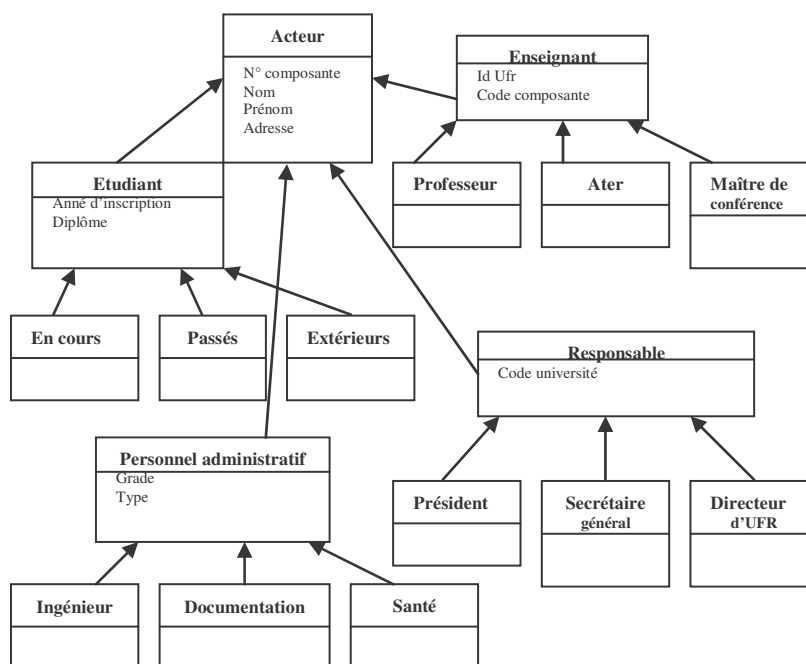 Acteur
N° composante
Nom
Prénom
Adresse
Enseignant
Id Ufr
Code composante
Etudiant
Anné d'inscription
Diplôme
Professeur
Ater
Maître de
conférence
En cours
Passés
Extérieurs
Responsable
Code université
Personnel administratif
Grade
Type
Président
Secrétaire
général
Directeur
d'UFR
Ingénieur
Documentation
Santé